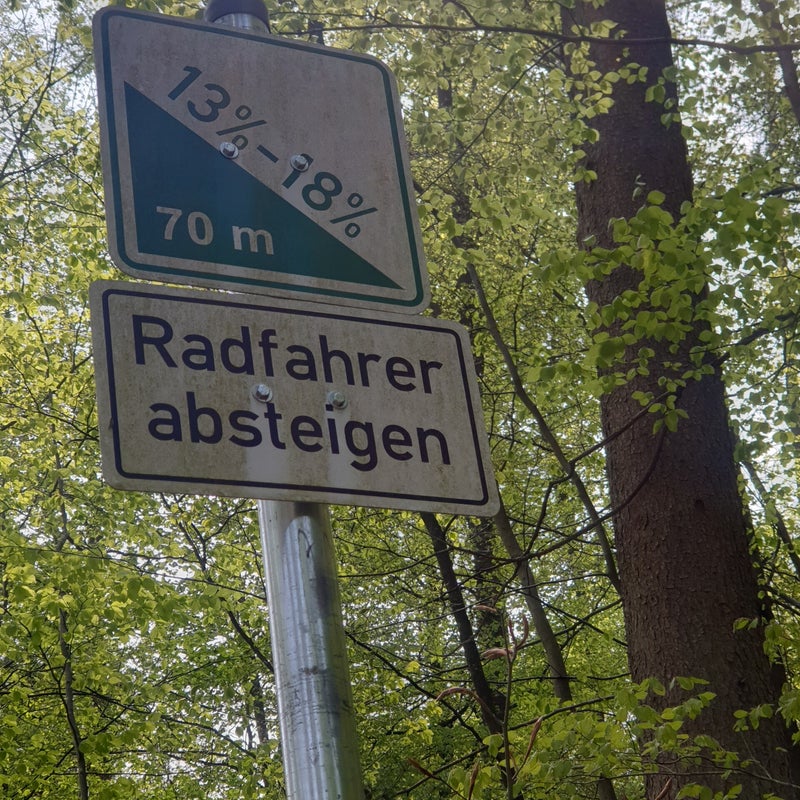 13%-18%
70 m
Radfahrer
absteigen